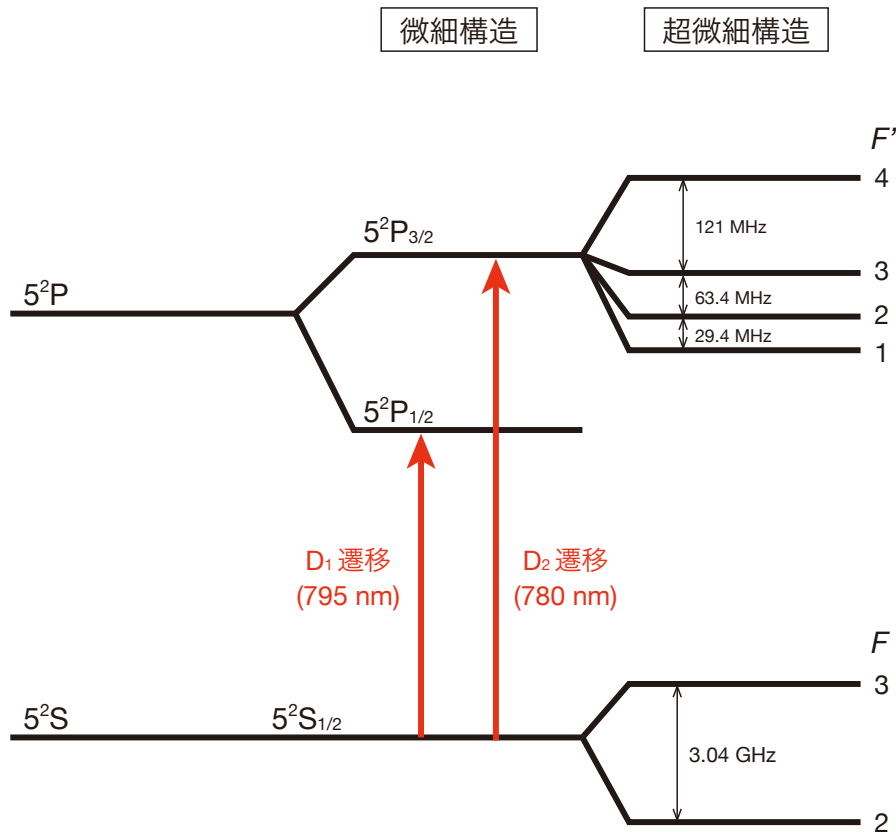 微細構造
超微細構造
F'
4
5²P3/2
121 MHz
3
5²P
63.4 MHz
2
29.4 MHz
1
5²P1/2
D₁ 遷移
(795 nm)
D₂ 遷移
(780 nm)
F
3
5²S
5²S1/2
3.04 GHz
2